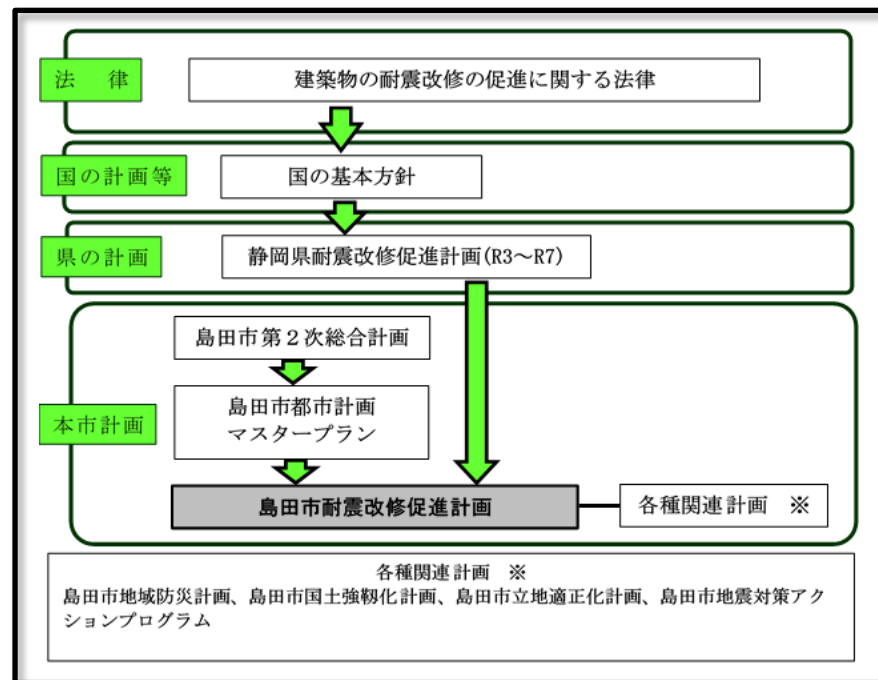 法　律
建築物の耐震改修の促進に関する法律
国の計画等
国の基本方針
県の計画
静岡県耐震改修促進計画(R3～R7)
島田市第２次総合計画
本市計画
島田市都市計画
マスタープラン
島田市耐震改修促進計画
各種関連計画　※
各種関連計画　※
島田市地域防災計画、島田市国土強靱化計画、島田市立地適正化計画、島田市地震対策アク
ションプログラム